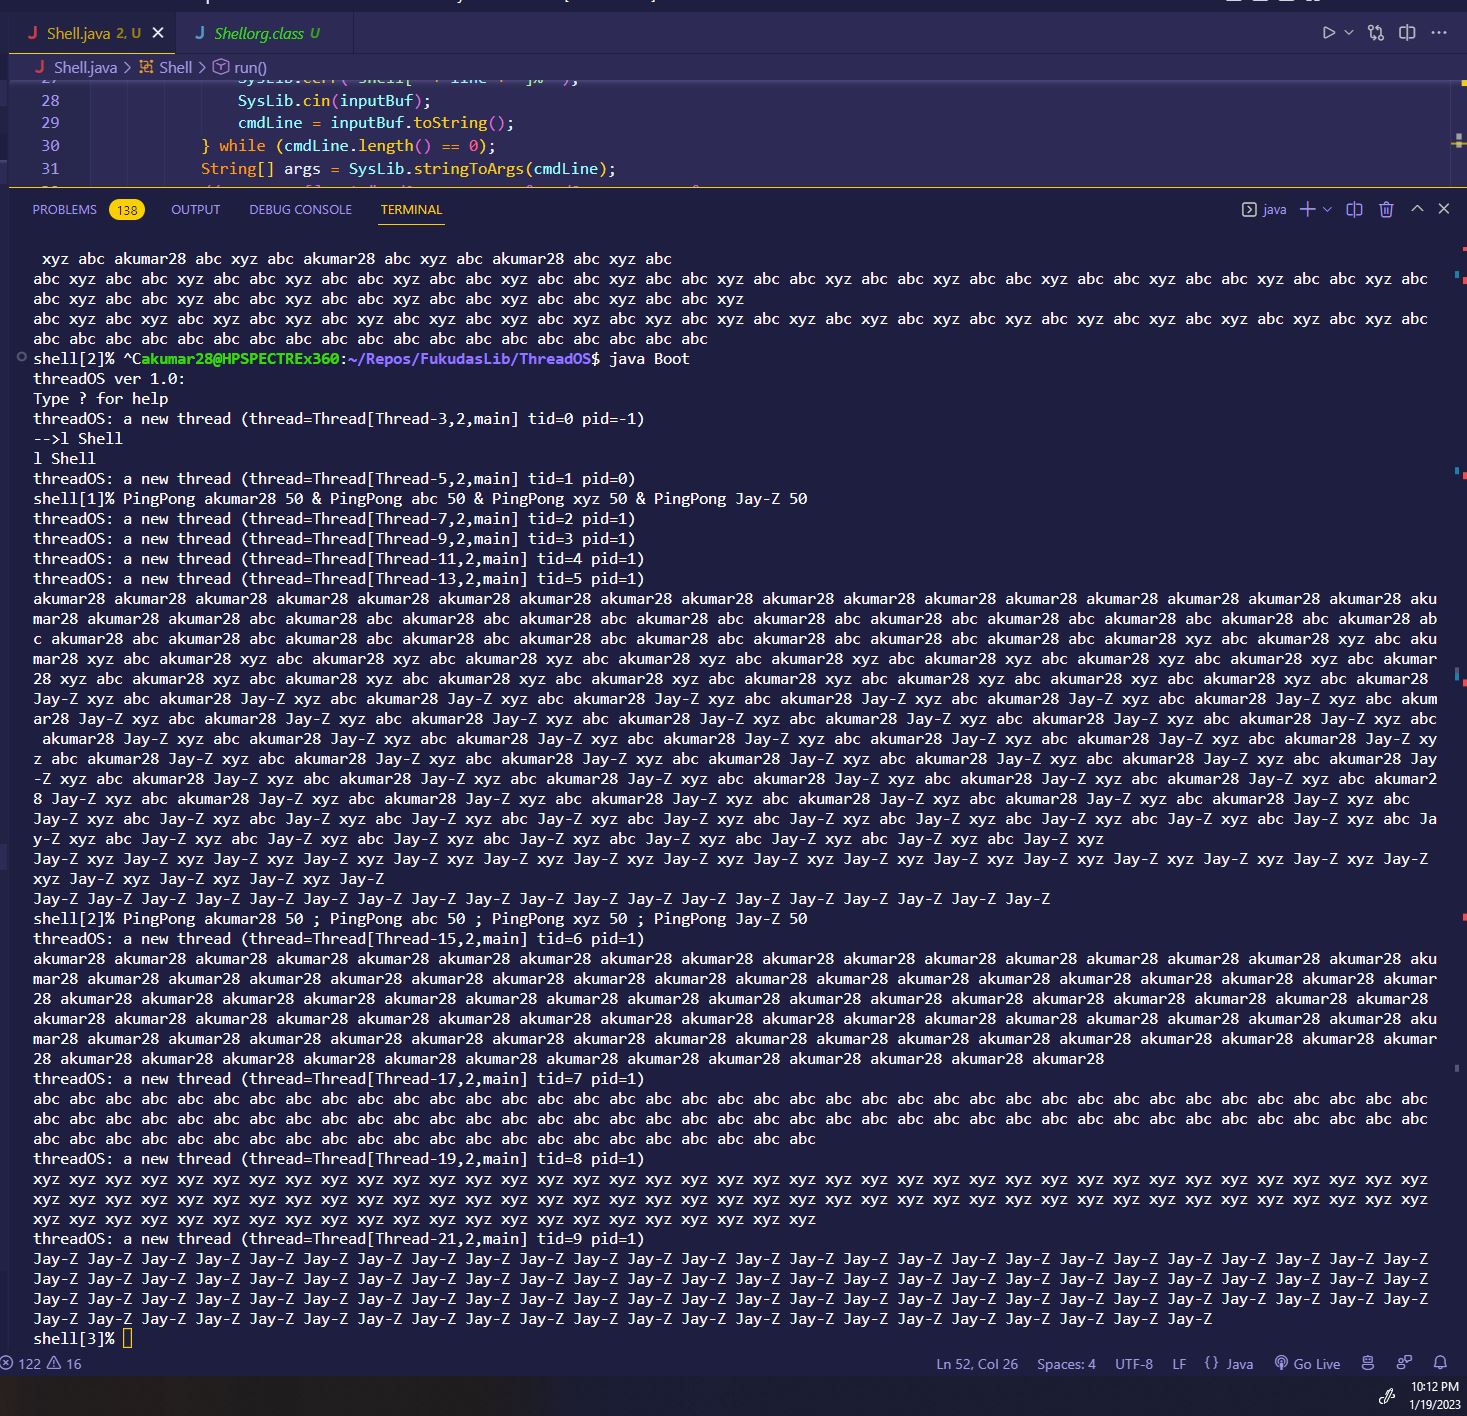 Shell.java 2, U
Shellorg.class U
Shell.java > Shell > run()
28 SysLib.cin(inputBuf);
29 cmdLine = inputBuf.toString();
30 } while (cmdLine.length() == 0);
31 String[] args = SysLib.stringToArgs(cmdLine);
PROBLEMS 138 OUTPUT DEBUG CONSOLE TERMINAL java
xyz abc akumar28 abc xyz abc akumar28 abc xyz abc akumar28 abc xyz abc
abc xyz abc abc xyz abc abc xyz abc abc xyz abc abc xyz abc abc xyz abc abc xyz abc abc xyz abc abc xyz abc abc xyz abc abc xyz abc abc xyz abc abc xyz abc
abc xyz abc abc xyz abc abc xyz abc abc xyz abc abc xyz abc abc xyz abc abc xyz
abc xyz abc xyz abc xyz abc xyz abc xyz abc xyz abc xyz abc xyz abc xyz abc xyz abc xyz abc xyz abc xyz abc xyz abc xyz abc xyz abc xyz abc xyz abc xyz abc
abc abc abc abc abc abc abc abc abc abc abc abc abc abc abc abc abc abc abc
shell[2]% ^Cakumar28@HPSPECTREx360:~/Repos/FukudasLib/ThreadOS$ java Boot
threadOS ver 1.0:
Type ? for help
threadOS: a new thread (thread=Thread[Thread-3,2,main] tid=0 pid=-1)
-->l Shell
l Shell
threadOS: a new thread (thread=Thread[Thread-5,2,main] tid=1 pid=0)
shell[1]% PingPong akumar28 50 & PingPong abc 50 & PingPong xyz 50 & PingPong Jay-Z 50
threadOS: a new thread (thread=Thread[Thread-7,2,main] tid=2 pid=1)
threadOS: a new thread (thread=Thread[Thread-9,2,main] tid=3 pid=1)
threadOS: a new thread (thread=Thread[Thread-11,2,main] tid=4 pid=1)
threadOS: a new thread (thread=Thread[Thread-13,2,main] tid=5 pid=1)
akumar28 akumar28 akumar28 akumar28 akumar28 akumar28 akumar28 akumar28 akumar28 akumar28 akumar28 akumar28 akumar28 akumar28 akumar28 akumar28 akumar28 aku
mar28 akumar28 akumar28 abc akumar28 abc akumar28 abc akumar28 abc akumar28 abc akumar28 abc akumar28 abc akumar28 abc akumar28 abc akumar28 abc akumar28 ab
c akumar28 abc akumar28 abc akumar28 abc akumar28 abc akumar28 abc akumar28 abc akumar28 abc akumar28 abc akumar28 abc akumar28 xyz abc akumar28 xyz abc aku
mar28 xyz abc akumar28 xyz abc akumar28 xyz abc akumar28 xyz abc akumar28 xyz abc akumar28 xyz abc akumar28 xyz abc akumar28 xyz abc akumar28 xyz abc akumar
28 xyz abc akumar28 xyz abc akumar28 xyz abc akumar28 xyz abc akumar28 xyz abc akumar28 xyz abc akumar28 xyz abc akumar28 xyz abc akumar28 xyz abc akumar28
Jay-Z xyz abc akumar28 Jay-Z xyz abc akumar28 Jay-Z xyz abc akumar28 Jay-Z xyz abc akumar28 Jay-Z xyz abc akumar28 Jay-Z xyz abc akumar28 Jay-Z xyz abc akum
ar28 Jay-Z xyz abc akumar28 Jay-Z xyz abc akumar28 Jay-Z xyz abc akumar28 Jay-Z xyz abc akumar28 Jay-Z xyz abc akumar28 Jay-Z xyz abc akumar28 Jay-Z xyz abc
 akumar28 Jay-Z xyz abc akumar28 Jay-Z xyz abc akumar28 Jay-Z xyz abc akumar28 Jay-Z xyz abc akumar28 Jay-Z xyz abc akumar28 Jay-Z xyz abc akumar28 Jay-Z xy
z abc akumar28 Jay-Z xyz abc akumar28 Jay-Z xyz abc akumar28 Jay-Z xyz abc akumar28 Jay-Z xyz abc akumar28 Jay-Z xyz abc akumar28 Jay-Z xyz abc akumar28 Jay
-Z xyz abc akumar28 Jay-Z xyz abc akumar28 Jay-Z xyz abc akumar28 Jay-Z xyz abc akumar28 Jay-Z xyz abc akumar28 Jay-Z xyz abc akumar28 Jay-Z xyz abc akumar2
8 Jay-Z xyz abc akumar28 Jay-Z xyz abc akumar28 Jay-Z xyz abc akumar28 Jay-Z xyz abc akumar28 Jay-Z xyz abc akumar28 Jay-Z xyz abc akumar28 Jay-Z xyz abc
Jay-Z xyz abc Jay-Z xyz abc Jay-Z xyz abc Jay-Z xyz abc Jay-Z xyz abc Jay-Z xyz abc Jay-Z xyz abc Jay-Z xyz abc Jay-Z xyz abc Jay-Z xyz abc Jay-Z xyz abc Ja
y-Z xyz abc Jay-Z xyz abc Jay-Z xyz abc Jay-Z xyz abc Jay-Z xyz abc Jay-Z xyz abc Jay-Z xyz abc Jay-Z xyz abc Jay-Z xyz
Jay-Z xyz Jay-Z xyz Jay-Z xyz Jay-Z xyz Jay-Z xyz Jay-Z xyz Jay-Z xyz Jay-Z xyz Jay-Z xyz Jay-Z xyz Jay-Z xyz Jay-Z xyz Jay-Z xyz Jay-Z xyz Jay-Z xyz Jay-Z
xyz Jay-Z xyz Jay-Z xyz Jay-Z xyz Jay-Z
Jay-Z Jay-Z Jay-Z Jay-Z Jay-Z Jay-Z Jay-Z Jay-Z Jay-Z Jay-Z Jay-Z Jay-Z Jay-Z Jay-Z Jay-Z Jay-Z Jay-Z Jay-Z Jay-Z
shell[2]% PingPong akumar28 50 ; PingPong abc 50 ; PingPong xyz 50 ; PingPong Jay-Z 50
threadOS: a new thread (thread=Thread[Thread-15,2,main] tid=6 pid=1)
akumar28 akumar28 akumar28 akumar28 akumar28 akumar28 akumar28 akumar28 akumar28 akumar28 akumar28 akumar28 akumar28 akumar28 akumar28 akumar28 akumar28 aku
mar28 akumar28 akumar28 akumar28 akumar28 akumar28 akumar28 akumar28 akumar28 akumar28 akumar28 akumar28 akumar28 akumar28 akumar28 akumar28 akumar28 akumar
28 akumar28 akumar28 akumar28 akumar28 akumar28 akumar28 akumar28 akumar28 akumar28 akumar28 akumar28 akumar28 akumar28 akumar28 akumar28 akumar28 akumar28
akumar28 akumar28 akumar28 akumar28 akumar28 akumar28 akumar28 akumar28 akumar28 akumar28 akumar28 akumar28 akumar28 akumar28 akumar28 akumar28 akumar28 aku
mar28 akumar28 akumar28 akumar28 akumar28 akumar28 akumar28 akumar28 akumar28 akumar28 akumar28 akumar28 akumar28 akumar28 akumar28 akumar28 akumar28 akumar
28 akumar28 akumar28 akumar28 akumar28 akumar28 akumar28 akumar28 akumar28 akumar28 akumar28 akumar28 akumar28 akumar28
threadOS: a new thread (thread=Thread[Thread-17,2,main] tid=7 pid=1)
abc abc abc abc abc abc abc abc abc abc abc abc abc abc abc abc abc abc abc abc abc abc abc abc abc abc abc abc abc abc abc abc abc abc abc abc abc abc abc
abc abc abc abc abc abc abc abc abc abc abc abc abc abc abc abc abc abc abc abc abc abc abc abc abc abc abc abc abc abc abc abc abc abc abc abc abc abc abc
abc abc abc abc abc abc abc abc abc abc abc abc abc abc abc abc abc abc abc abc abc abc
threadOS: a new thread (thread=Thread[Thread-19,2,main] tid=8 pid=1)
xyz xyz xyz xyz xyz xyz xyz xyz xyz xyz xyz xyz xyz xyz xyz xyz xyz xyz xyz xyz xyz xyz xyz xyz xyz xyz xyz xyz xyz xyz xyz xyz xyz xyz xyz xyz xyz xyz xyz
xyz xyz xyz xyz xyz xyz xyz xyz xyz xyz xyz xyz xyz xyz xyz xyz xyz xyz xyz xyz xyz xyz xyz xyz xyz xyz xyz xyz xyz xyz xyz xyz xyz xyz xyz xyz xyz xyz xyz
xyz xyz xyz xyz xyz xyz xyz xyz xyz xyz xyz xyz xyz xyz xyz xyz xyz xyz xyz xyz xyz xyz
threadOS: a new thread (thread=Thread[Thread-21,2,main] tid=9 pid=1)
Jay-Z Jay-Z Jay-Z Jay-Z Jay-Z Jay-Z Jay-Z Jay-Z Jay-Z Jay-Z Jay-Z Jay-Z Jay-Z Jay-Z Jay-Z Jay-Z Jay-Z Jay-Z Jay-Z Jay-Z Jay-Z Jay-Z Jay-Z Jay-Z Jay-Z Jay-Z
Jay-Z Jay-Z Jay-Z Jay-Z Jay-Z Jay-Z Jay-Z Jay-Z Jay-Z Jay-Z Jay-Z Jay-Z Jay-Z Jay-Z Jay-Z Jay-Z Jay-Z Jay-Z Jay-Z Jay-Z Jay-Z Jay-Z Jay-Z Jay-Z Jay-Z Jay-Z
Jay-Z Jay-Z Jay-Z Jay-Z Jay-Z Jay-Z Jay-Z Jay-Z Jay-Z Jay-Z Jay-Z Jay-Z Jay-Z Jay-Z Jay-Z Jay-Z Jay-Z Jay-Z Jay-Z Jay-Z Jay-Z Jay-Z Jay-Z Jay-Z Jay-Z Jay-Z
Jay-Z Jay-Z Jay-Z Jay-Z Jay-Z Jay-Z Jay-Z Jay-Z Jay-Z Jay-Z Jay-Z Jay-Z Jay-Z Jay-Z Jay-Z Jay-Z Jay-Z Jay-Z Jay-Z Jay-Z Jay-Z Jay-Z
shell[3]%
122 16 Ln 52, Col 26 Spaces: 4 UTF-8 LF {} Java Go Live
10:12 PM
1/19/2023